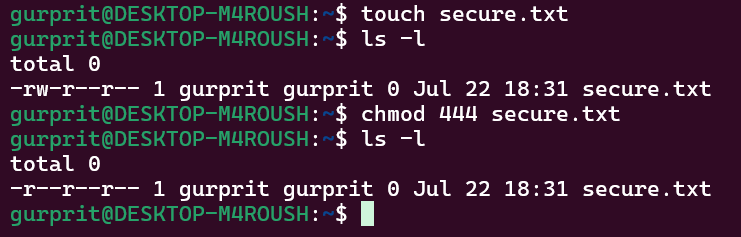 gurprit@DESKTOP-M4ROUSH:~$ touch secure.txt
gurprit@DESKTOP-M4ROUSH:~$ ls -l
total 0
-rw-r--r-- 1 gurprit gurprit 0 Jul 22 18:31 secure.txt
gurprit@DESKTOP-M4ROUSH:~$ chmod 444 secure.txt
gurprit@DESKTOP-M4ROUSH:~$ ls -l
total 0
-r--r--r-- 1 gurprit gurprit 0 Jul 22 18:31 secure.txt
gurprit@DESKTOP-M4ROUSH:~$